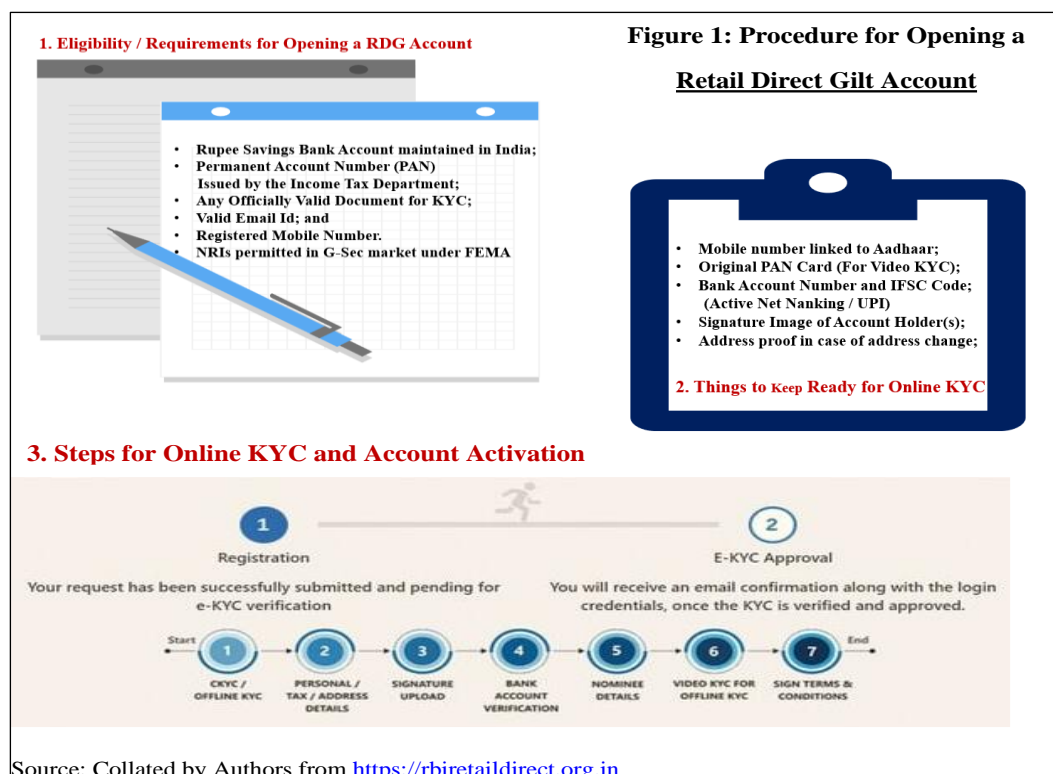 Figure 1: Procedure for Opening a
Retail Direct Gilt Account
1. Eligibility / Requirements for Opening a RDG Account
• Rupee Savings Bank Account maintained in India;
• Permanent Account Number (PAN)
Issued by the Income Tax Department;
• Any Officially Valid Document for KYC;
• Valid Email Id; and
• Registered Mobile Number.
• NRIs permitted in G-Sec market under FEMA
• Mobile number linked to Aadhaar;
• Original PAN Card (For Video KYC);
• Bank Account Number and IFSC Code;
(Active Net Nanking / UPI)
• Signature Image of Account Holder(s);
• Address proof in case of address change;
2. Things to Keep Ready for Online KYC
3. Steps for Online KYC and Account Activation
1
Registration
Your request has been successfully submitted and pending for
e-KYC verification
2
E-KYC Approval
You will receive an email confirmation along with the login
credentials, once the KYC is verified and approved.
Start
1
CKYC /
OFFLINE KYC
2
PERSONAL /
TAX / ADDRESS
DETAILS
3
SIGNATURE
UPLOAD
4
BANK
ACCOUNT
VERIFICATION
5
NOMINEE
DETAILS
6
VIDEO KYC FOR
OFFLINE KYC
7
SIGN TERMS &
CONDITIONS
End
Source: Collated by Authors from https://rbiretaildirect.org.in